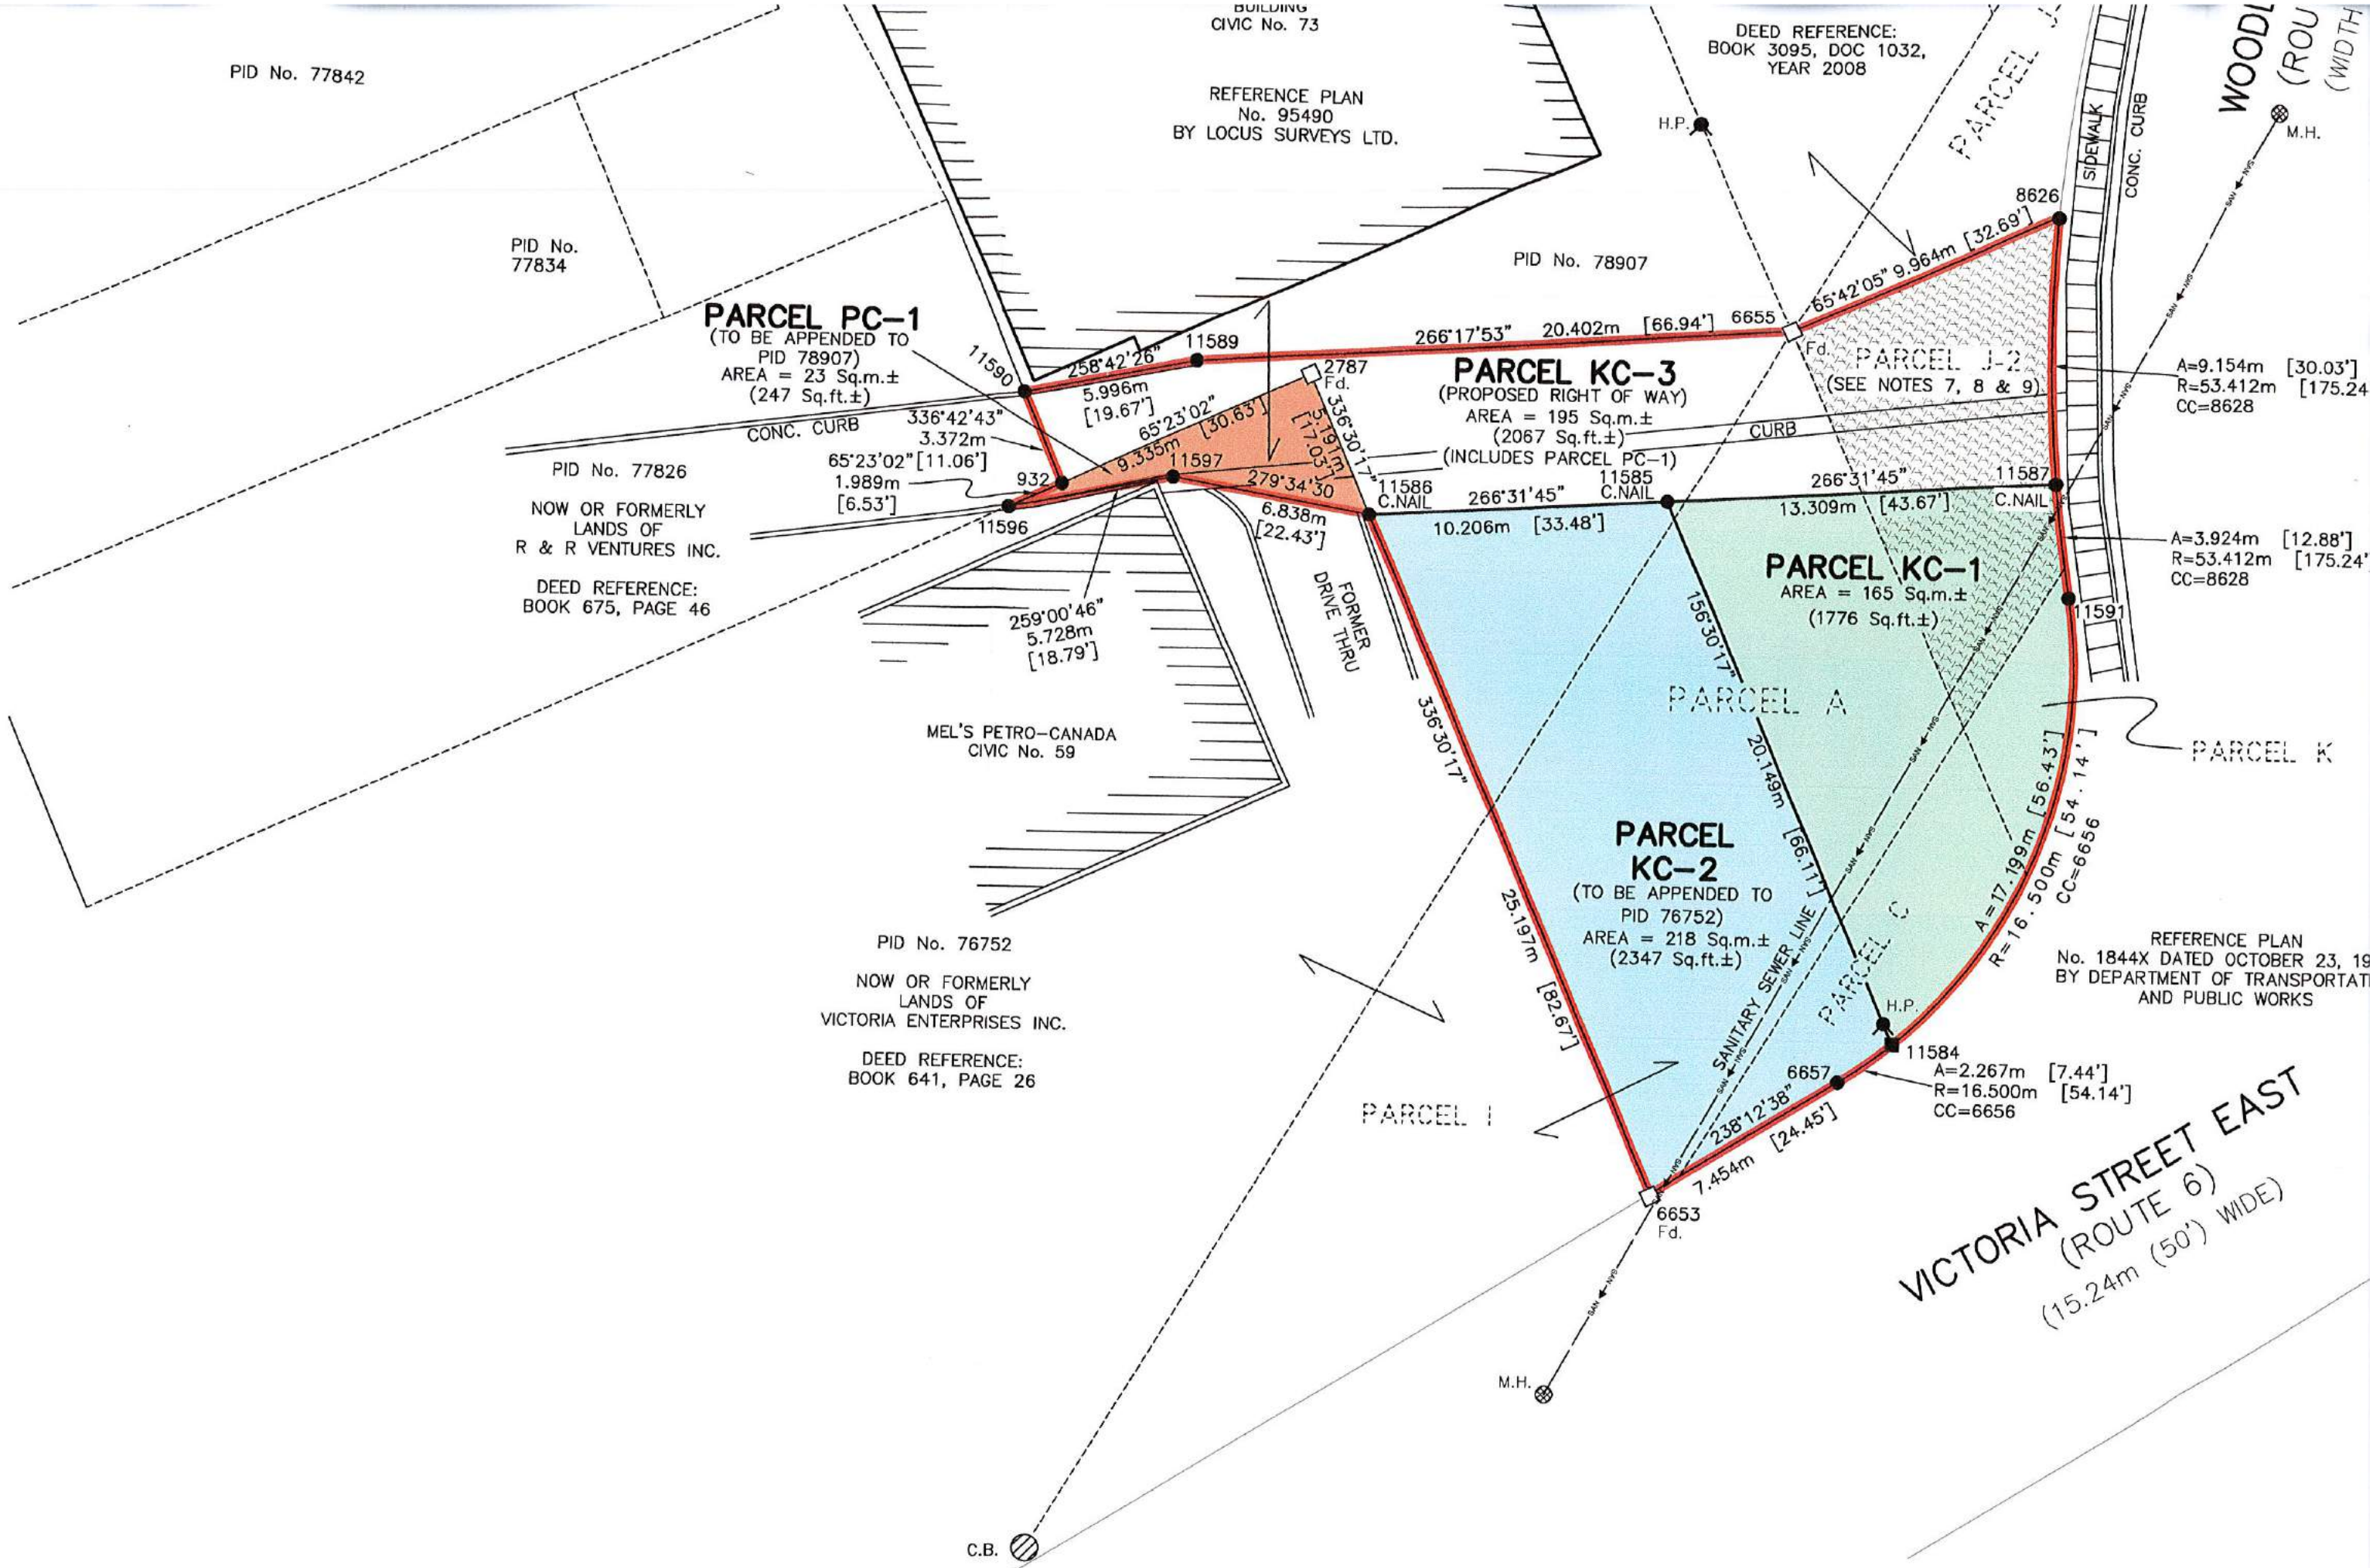 BUILDING
CIVIC No. 73
REFERENCE PLAN
No. 95490
BY LOCUS SURVEYS LTD.
DEED REFERENCE:
BOOK 3095, DOC 1032,
YEAR 2008
PARCEL
WOODL
(ROU
(WIDTH
PID No. 77842
PID No.
77834
H.P.
M.H.
SIDEWALK
CONC. CURB
8626
PID No. 78907
65°42'05" 9.964m [32.69']
PARCEL PC-1
(TO BE APPENDED TO
PID 78907)
AREA = 23 Sq.m.±
(247 Sq.ft.±)
11590
258°42'26"
5.996m
[19.67']
11589
266°17'53" 20.402m [66.94'] 6655
Fd.
2787
Fd.
PARCEL KC-3
(PROPOSED RIGHT OF WAY)
AREA = 195 Sq.m.±
(2067 Sq.ft.±)
(INCLUDES PARCEL PC-1)
PARCEL J-2
(SEE NOTES 7, 8 & 9)
A=9.154m [30.03']
R=53.412m [175.24
CC=8628
CONC. CURB
336°42'43"
3.372m
[11.06']
65°23'02"
1.989m
[6.53']
65°23'02"
9.335m [30.63']
336°30'17"
5.191m
[17.03']
CURB
932
11597
279°34'30
6.838m
[22.43']
11596
11586
C.NAIL
266°31'45"
10.206m [33.48']
11585
C.NAIL
266°31'45"
13.309m [43.67']
11587
C.NAIL
PID No. 77826
NOW OR FORMERLY
LANDS OF
R & R VENTURES INC.
DEED REFERENCE:
BOOK 675, PAGE 46
259°00'46"
5.728m
[18.79']
FORMER
DRIVE THRU
A=3.924m [12.88']
R=53.412m [175.24'
CC=8628
PARCEL KC-1
AREA = 165 Sq.m.±
(1776 Sq.ft.±)
11591
156°30'17"
20.149m [66.11']
PARCEL A
PARCEL K
MEL'S PETRO-CANADA
CIVIC No. 59
336°30'17"
25.197m [82.67']
PARCEL
KC-2
(TO BE APPENDED TO
PID 76752)
AREA = 218 Sq.m.±
(2347 Sq.ft.±)
A=17.199m [56.43']
R=16.500m [54.14']
CC=6656
SANITARY SEWER LINE
SAN
SAN
SAN
PARCEL C
H.P.
PID No. 76752
NOW OR FORMERLY
LANDS OF
VICTORIA ENTERPRISES INC.
DEED REFERENCE:
BOOK 641, PAGE 26
REFERENCE PLAN
No. 1844X DATED OCTOBER 23, 19
BY DEPARTMENT OF TRANSPORTATI
AND PUBLIC WORKS
11584
A=2.267m [7.44']
R=16.500m [54.14']
CC=6656
6657
238°12'38"
7.454m [24.45']
PARCEL I
6653
Fd.
VICTORIA STREET EAST
(ROUTE 6)
(15.24m (50') WIDE)
M.H.
C.B.